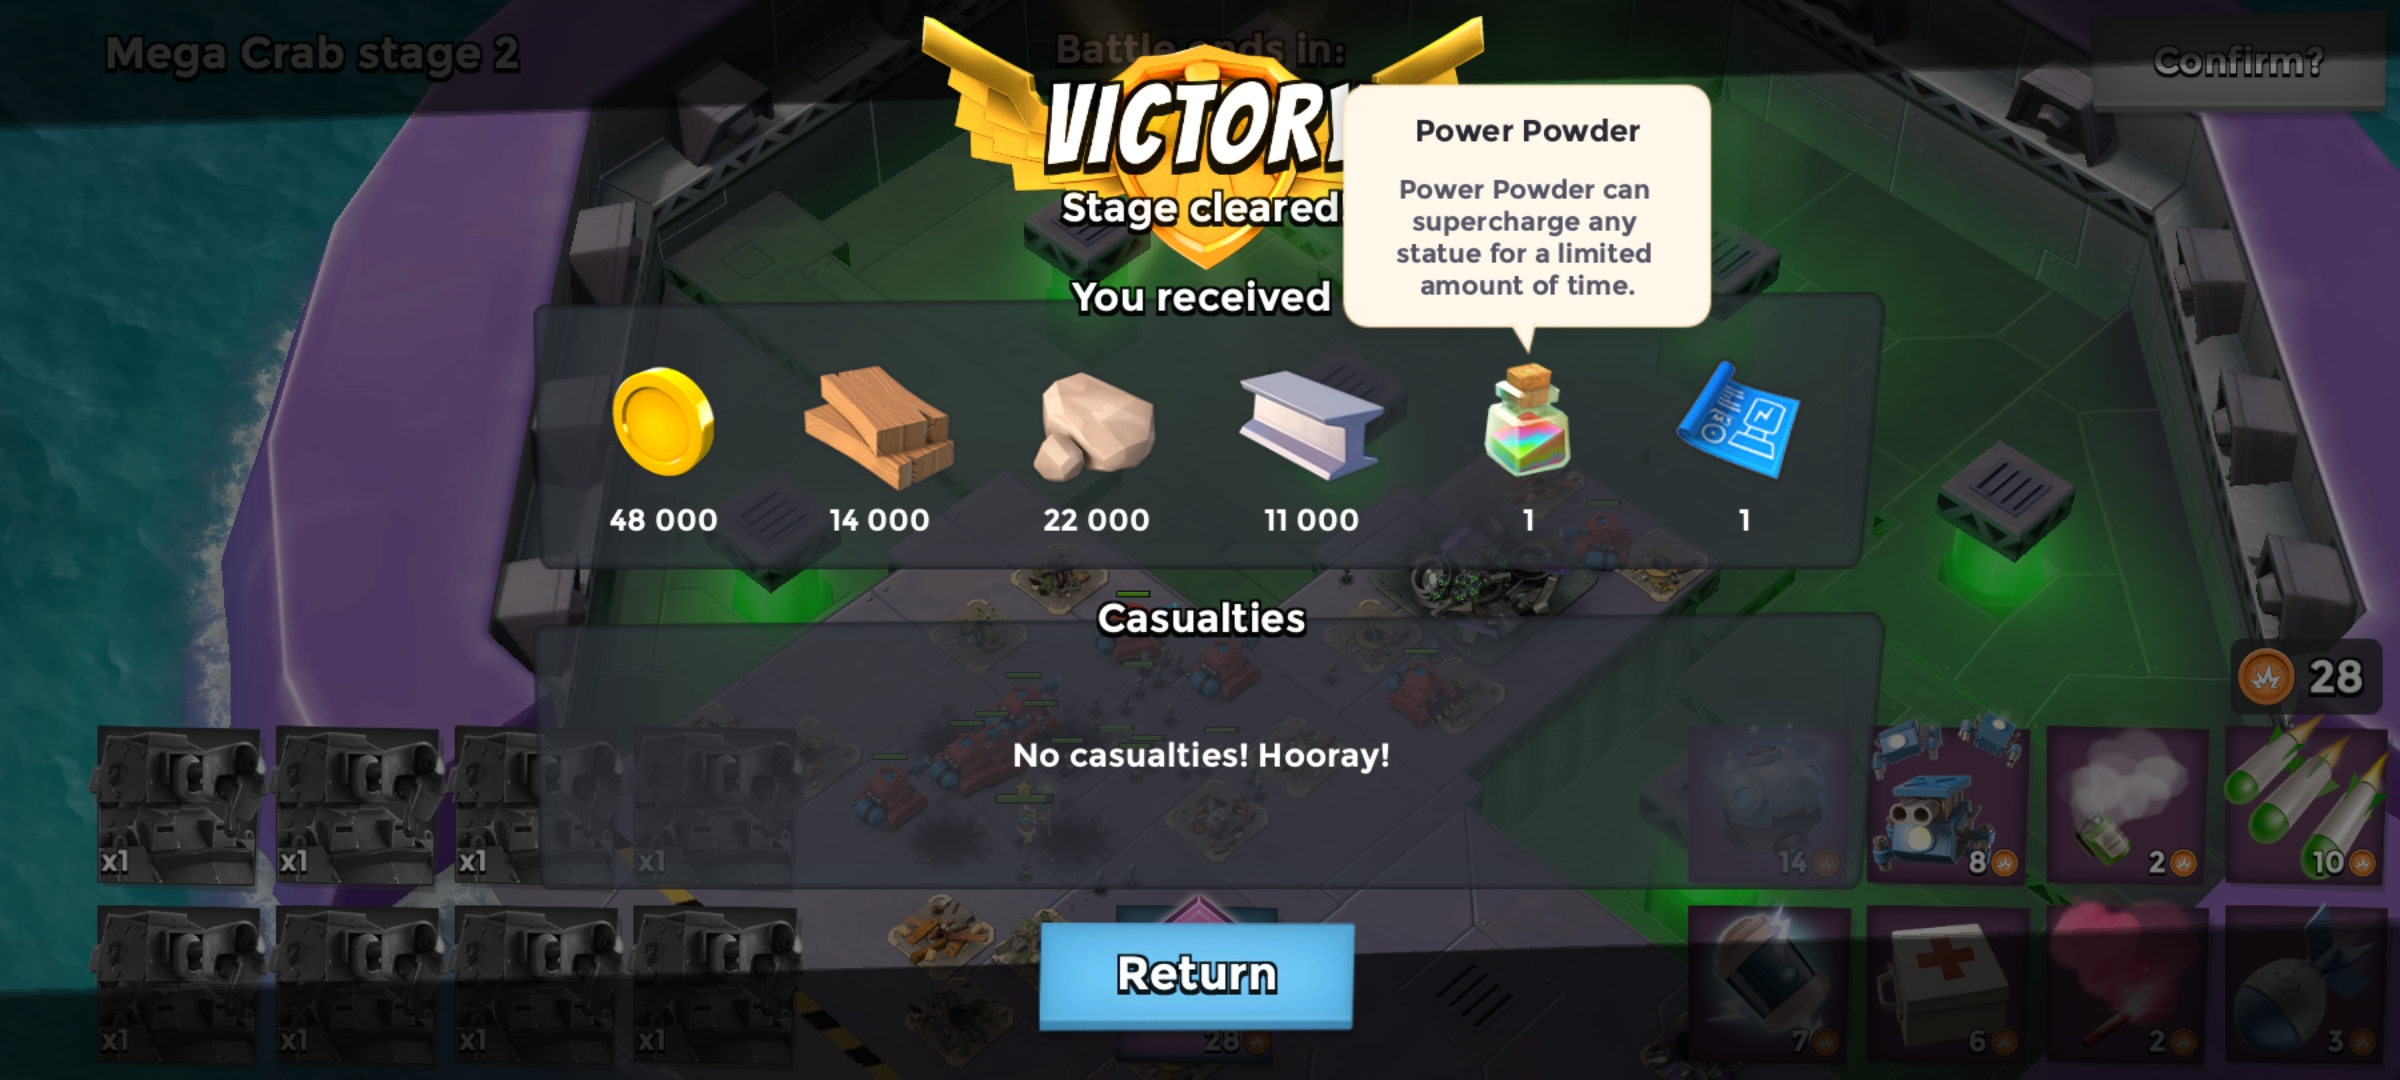 Mega Crab stage 2
Battle ends in:
Confirm?
VICTORY
Stage cleared!
Power Powder
Power Powder can
supercharge any
statue for a limited
amount of time.
You received
48 000
14 000
22 000
11 000
1
1
Casualties
No casualties! Hooray!
28
x1
x1
x1
x1
14
8
2
10
Return
x1
x1
x1
x1
28
7
6
2
3